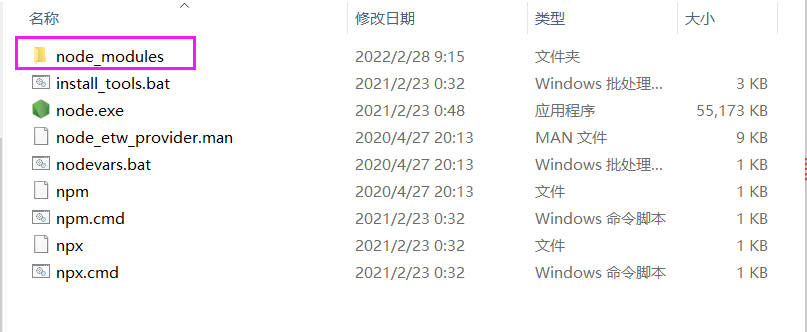 名称 修改日期 类型 大小
node_modules 2022/2/28 9:15 文件夹
install_tools.bat 2021/2/23 0:32 Windows 批处理... 3 KB
node.exe 2021/2/23 0:48 应用程序 55,173 KB
node_etw_provider.man 2020/4/27 20:13 MAN 文件 9 KB
nodevars.bat 2020/4/27 20:13 Windows 批处理... 1 KB
npm 2020/4/27 20:13 文件 1 KB
npm.cmd 2021/2/23 0:32 Windows 命令脚本 1 KB
npx 2021/2/23 0:32 文件 1 KB
npx.cmd 2021/2/23 0:32 Windows 命令脚本 1 KB